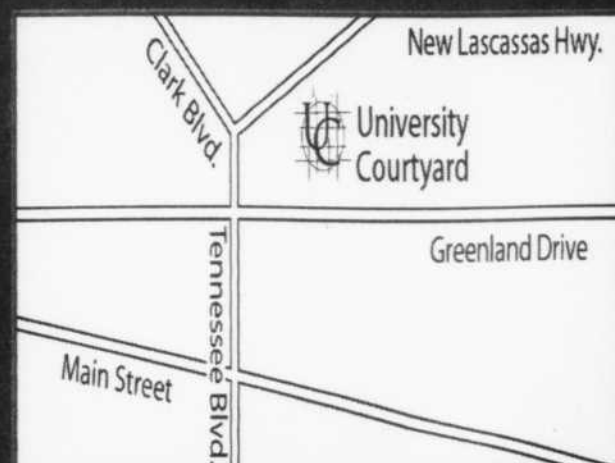 New Lascassas Hwy.
Clark Blvd.
UC
University
Courtyard
Greenland Drive
Tennessee Blvd.
Main Street